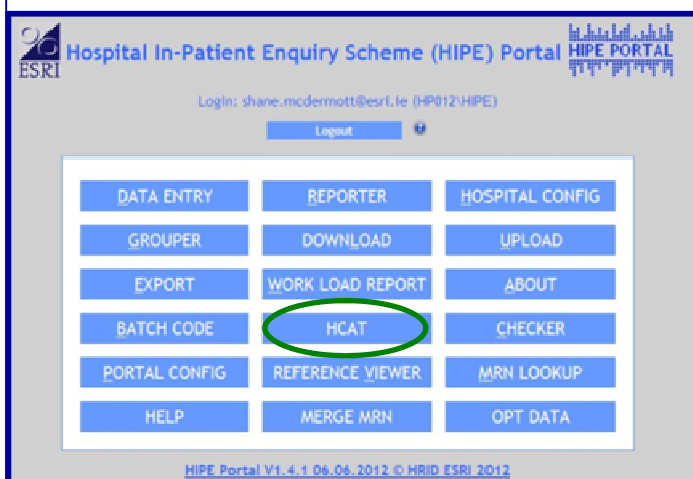 ESRI
Hospital In-Patient Enquiry Scheme (HIPE) Portal
HIPE PORTAL
Login: shane.mcdermott@esri.ie (HP012\HIPE)
Logout
DATA ENTRY REPORTER HOSPITAL CONFIG
GROUPER DOWNLOAD UPLOAD
EXPORT WORK LOAD REPORT ABOUT
BATCH CODE HCAT CHECKER
PORTAL CONFIG REFERENCE VIEWER MRN LOOKUP
HELP MERGE MRN OPT DATA
HIPE Portal V1.4.1 06.06.2012 © HRID ESRI 2012